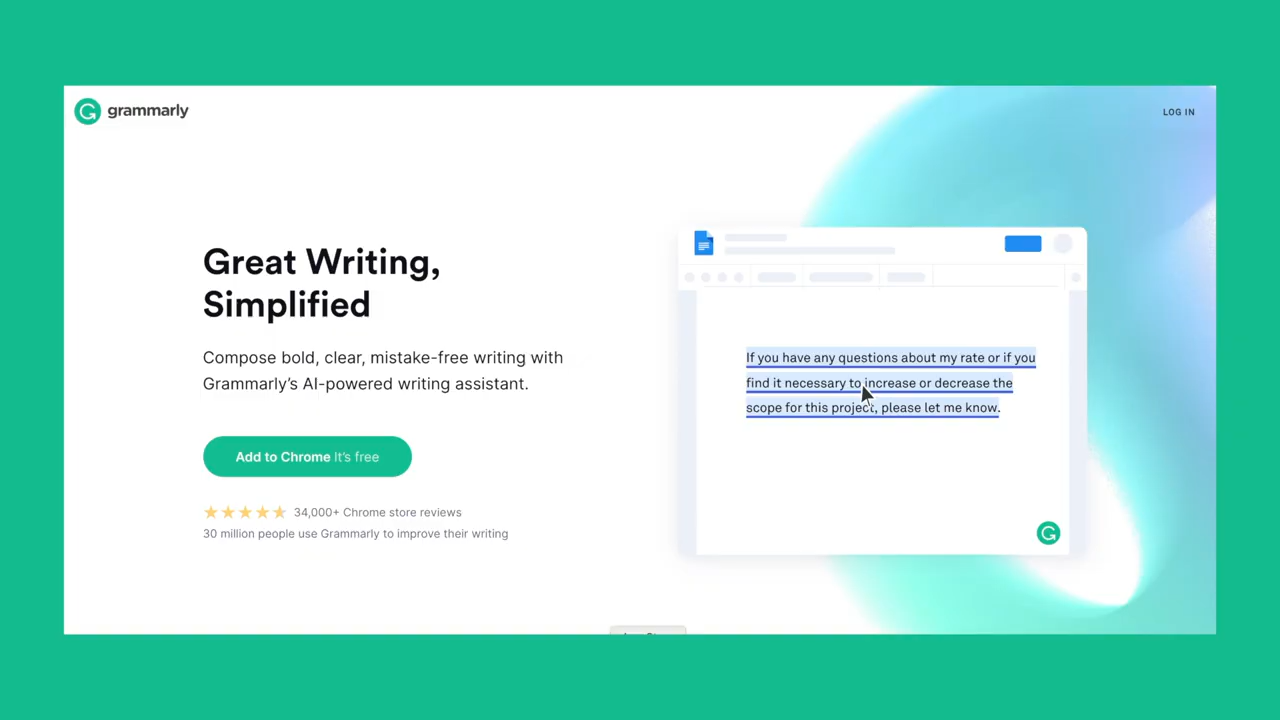 grammarly
LOG IN
Great Writing,
Simplified
Compose bold, clear, mistake-free writing with
Grammarly's AI-powered writing assistant.
Add to Chrome It's free
34,000+ Chrome store reviews
30 million people use Grammarly to improve their writing
If you have any questions about my rate or if you
find it necessary to increase or decrease the
scope for this project, please let me know.